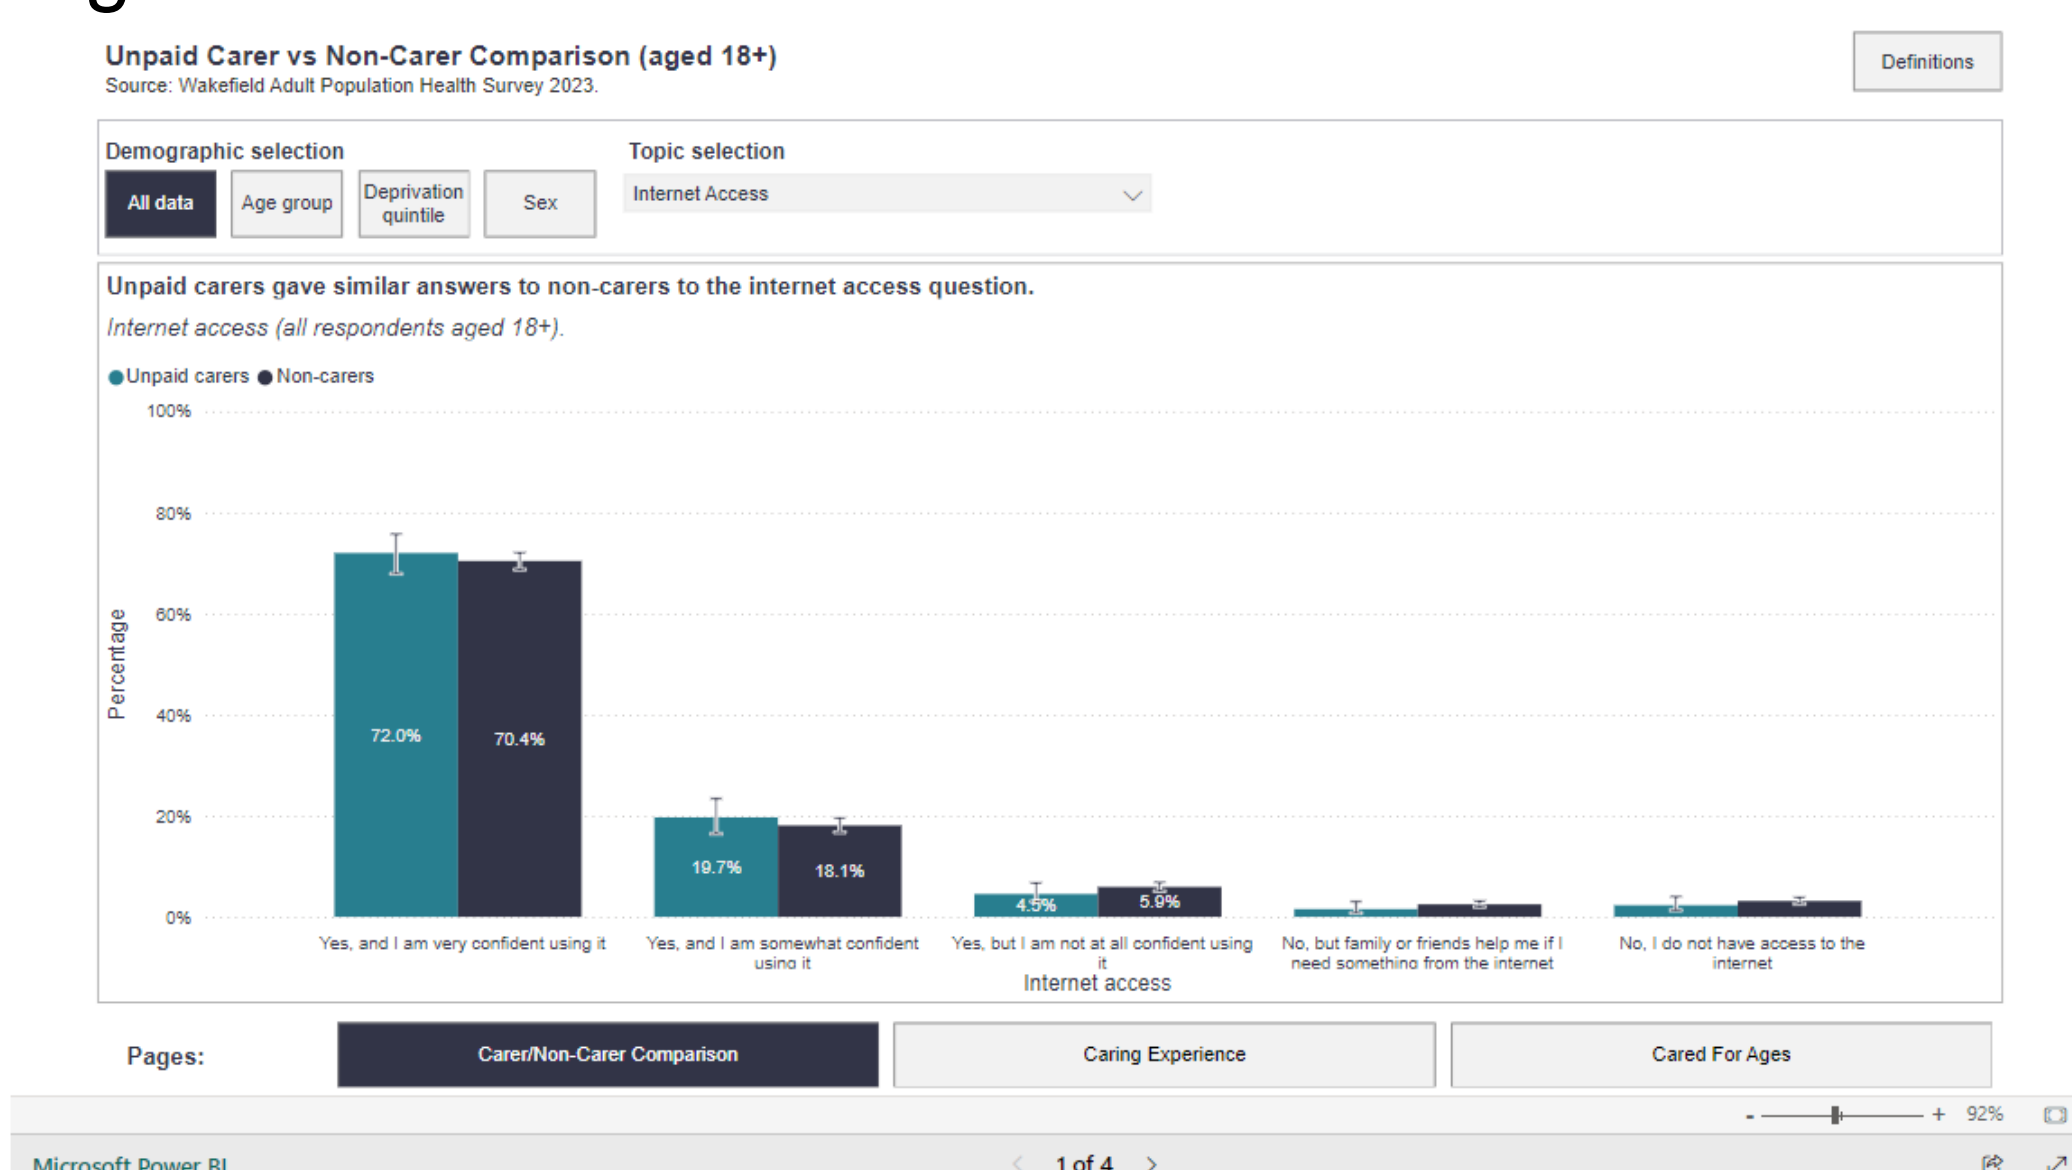 Unpaid Carer vs Non-Carer Comparison (aged 18+)
Source: Wakefield Adult Population Health Survey 2023.
Definitions
Demographic selection
Topic selection
All data
Age group
Deprivation
quintile
Sex
Internet Access
Unpaid carers gave similar answers to non-carers to the internet access question.
Internet access (all respondents aged 18+).
Unpaid carers Non-carers
100%
80%
60%
40%
20%
0%
Percentage
72.0%
70.4%
19.7%
18.1%
4.5%
5.9%
Yes, and I am very confident using it
Yes, and I am somewhat confident
using it
Yes, but I am not at all confident using
it
No, but family or friends help me if I
need something from the internet
No, I do not have access to the
internet
Internet access
Pages:
Carer/Non-Carer Comparison
Caring Experience
Cared For Ages
- + 92%
Microsoft Power BI
< 1 of 4 >